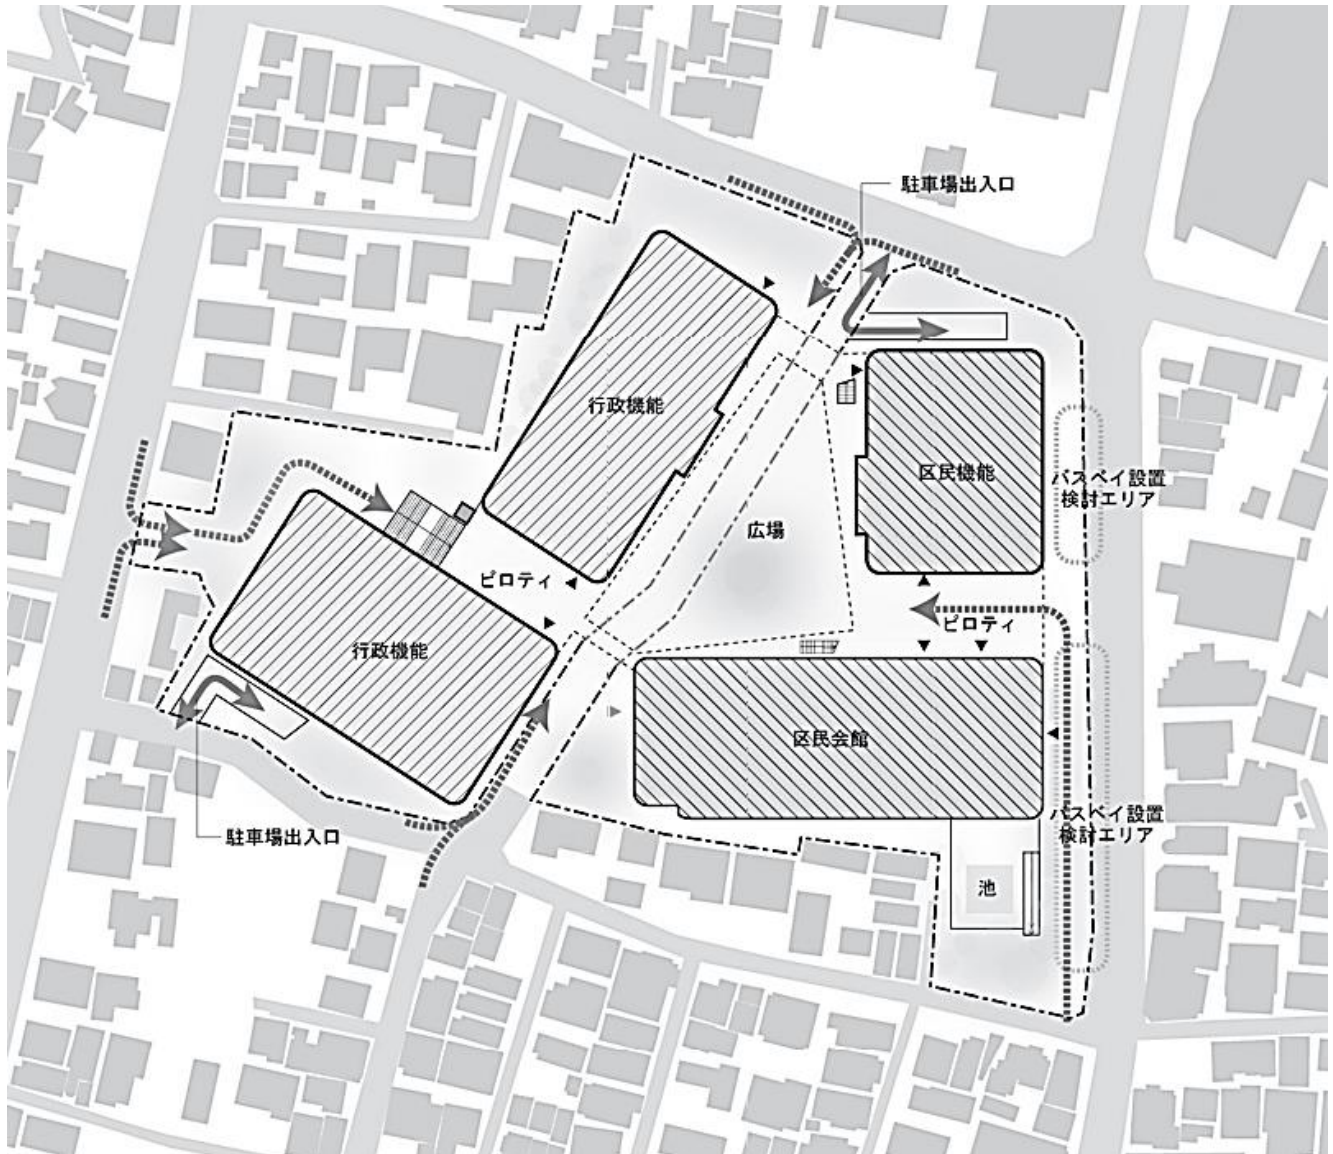 駐車場出入口
行政機能
区民機能
バスベイ設置
検討エリア
広場
ピロティ
ピロティ
行政機能
区民会館
バスベイ設置
検討エリア
駐車場出入口
池